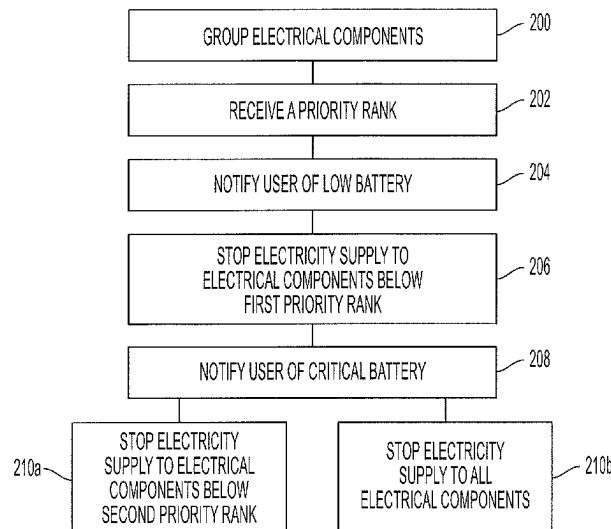 GROUP ELECTRICAL COMPONENTS
200
RECEIVE A PRIORITY RANK
202
NOTIFY USER OF LOW BATTERY
204
STOP ELECTRICITY SUPPLY TO
ELECTRICAL COMPONENTS BELOW
FIRST PRIORITY RANK
206
NOTIFY USER OF CRITICAL BATTERY
208
210a
STOP ELECTRICITY
SUPPLY TO ELECTRICAL
COMPONENTS BELOW
SECOND PRIORITY RANK
STOP ELECTRICITY
SUPPLY TO ALL
ELECTRICAL COMPONENTS
210b